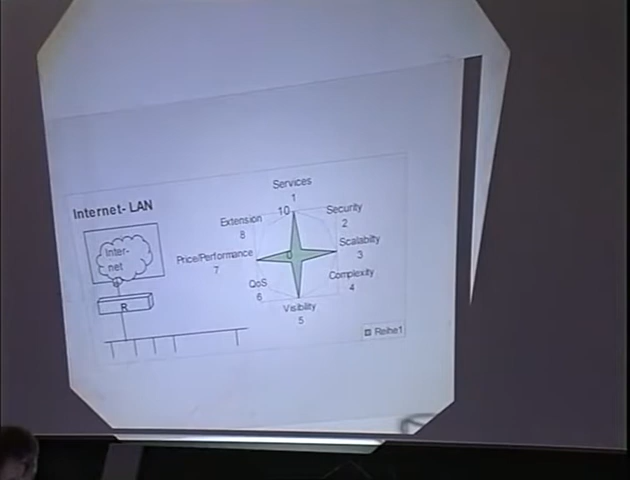 Internet-LAN
Inter-
net
R
Services
1
10
Security
2
Scalabilty
3
Complexity
4
Visibility
5
QoS
6
Price/Performance
7
Extension
8
0
Reihe1